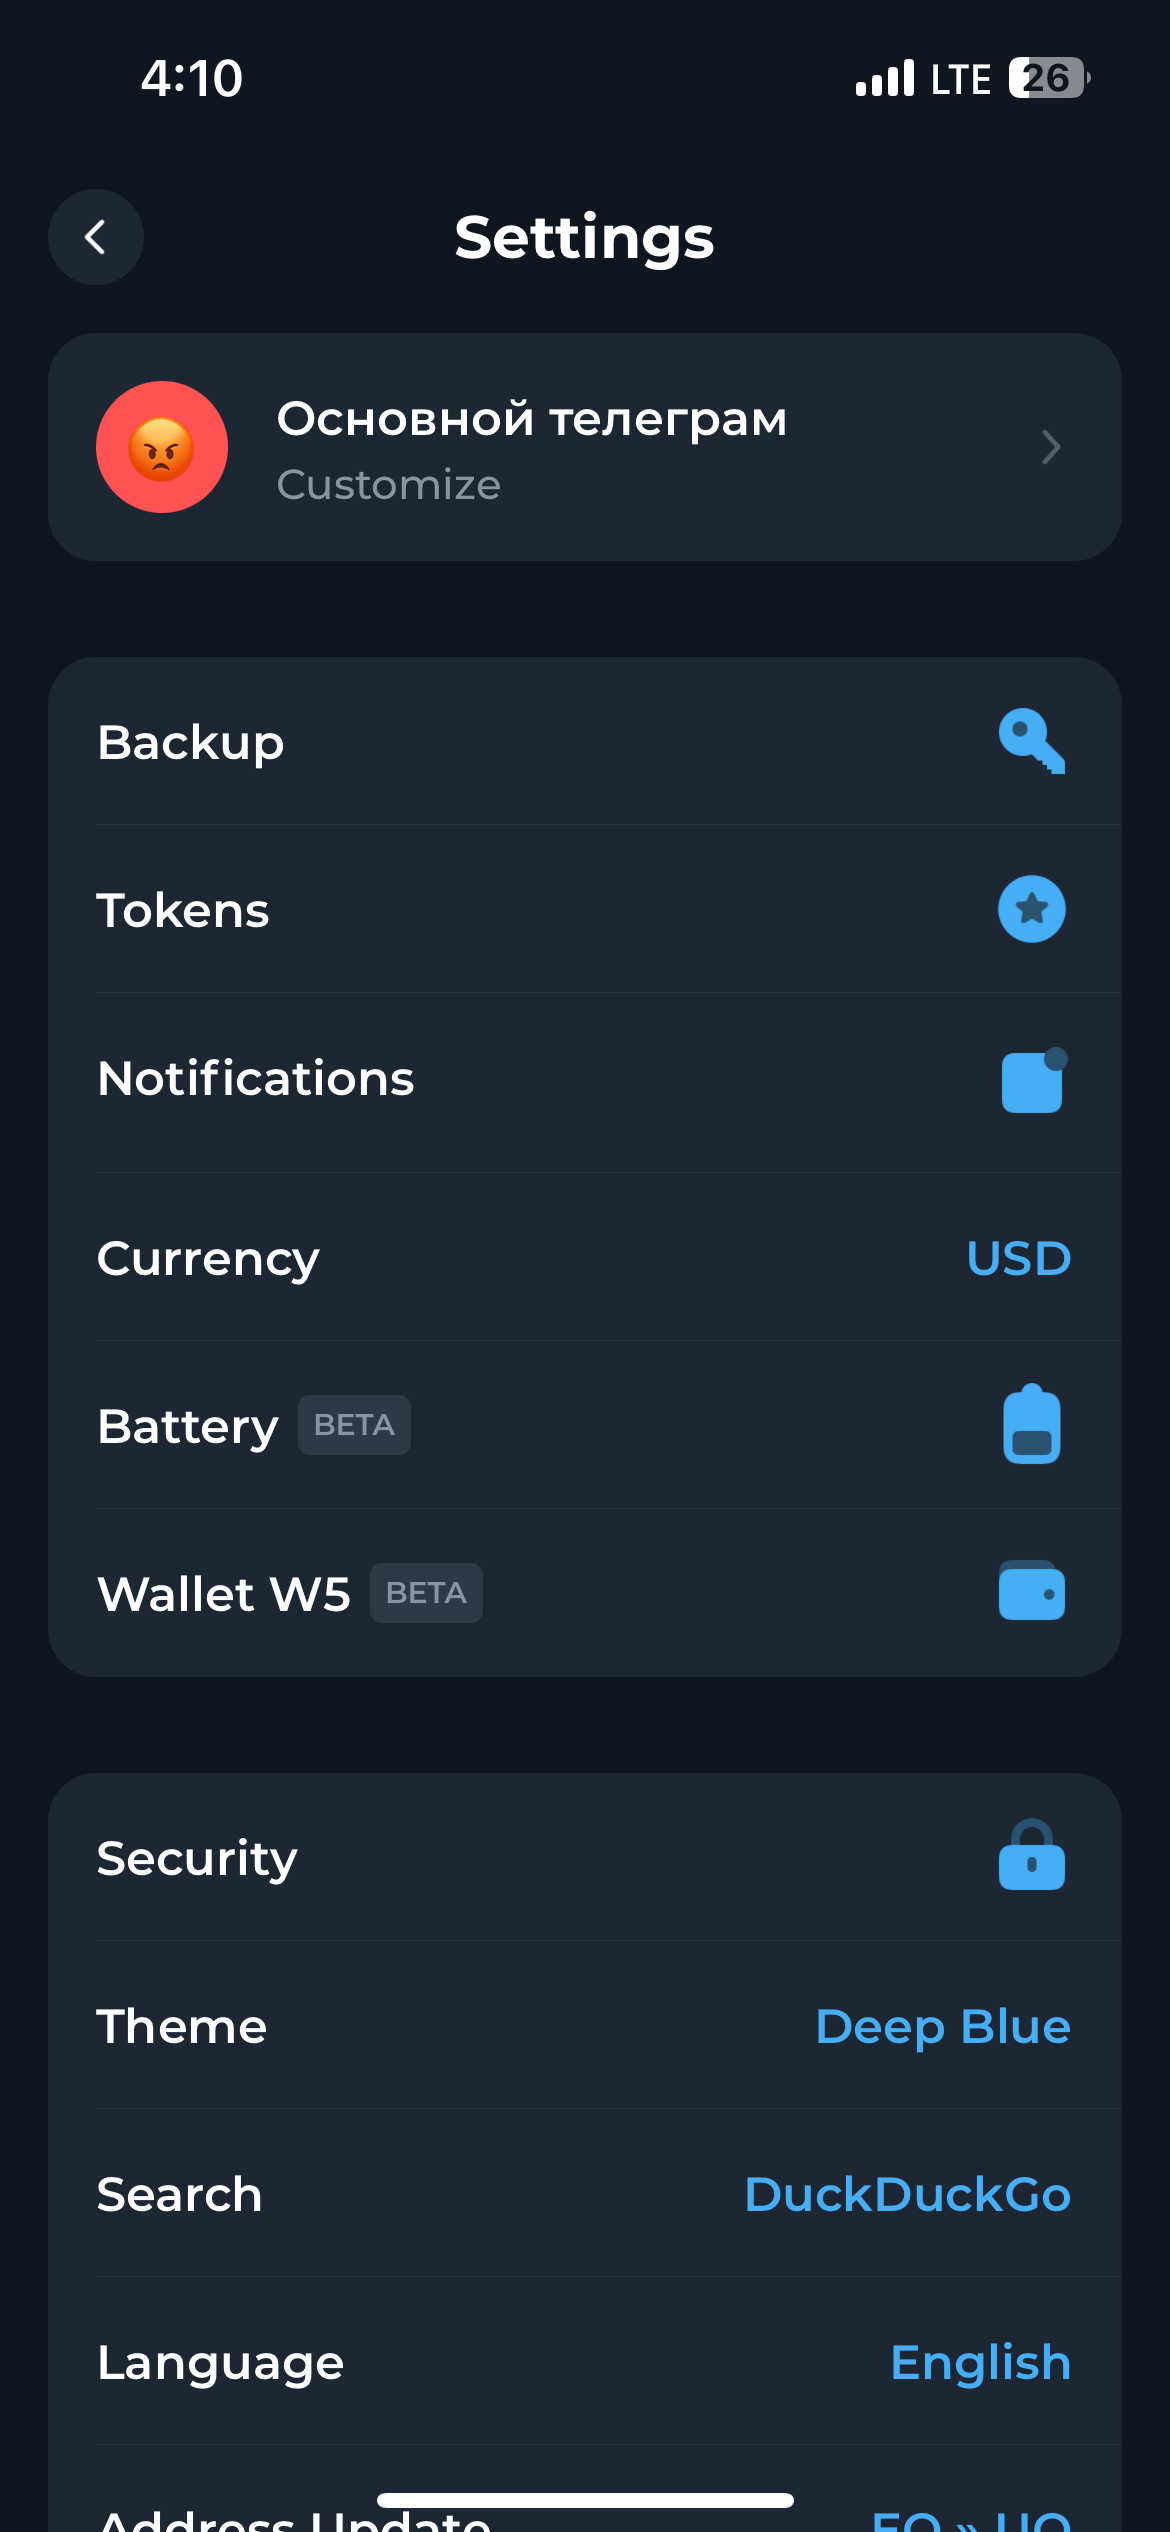 4:10
LTE 26
Settings
Основной телеграм
Customize
Backup
Tokens
Notifications
Currency
USD
Battery BETA
Wallet W5 BETA
Security
Theme
Deep Blue
Search
DuckDuckGo
Language
English
Address Update
EQ » UQ